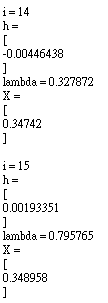 i = 14
h =
[
-0.00446438
]
lambda = 0.327872
X =
[
0.34742
]
i = 15
h =
[
0.00193351
]
lambda = 0.795765
X =
[
0.348958
]